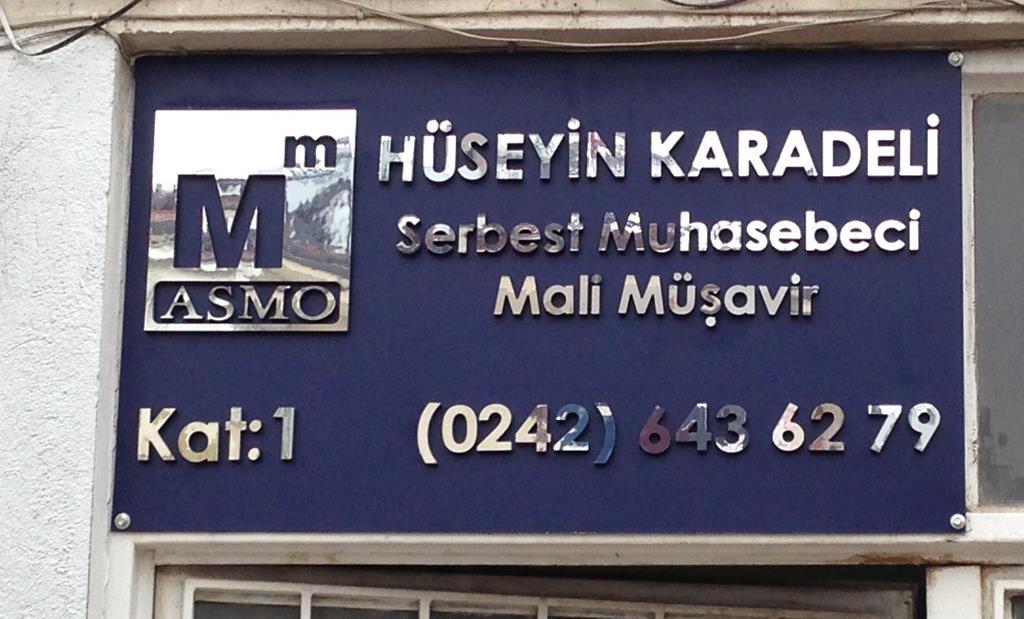 m
M
ASMO
HÜSEYİN KARADELİ
Serbest Muhasebeci
Mali Müşavir
Kat:1 (0242) 643 62 79